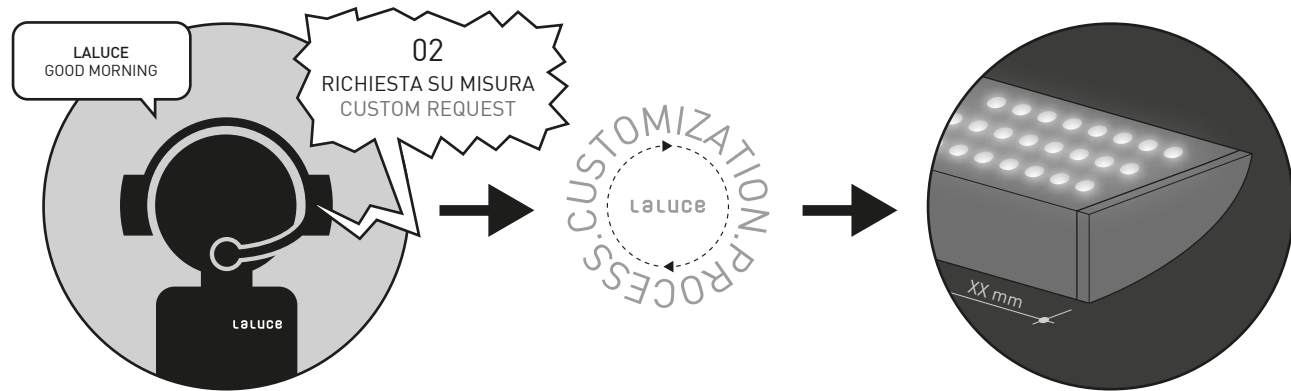 LALUCE
GOOD MORNING
02
RICHIESTA SU MISURA
CUSTOM REQUEST
Laluce
CUSTOMIZATION.PROCESS.
Laluce
XX mm